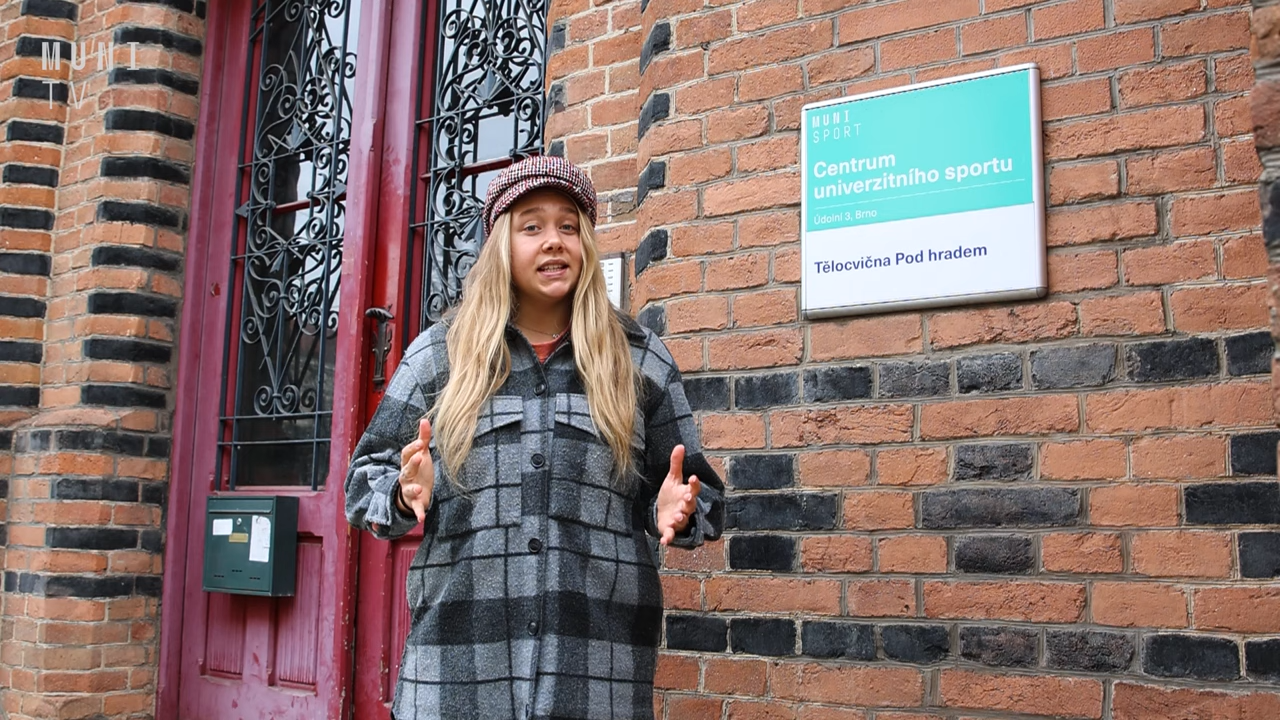 MUNI
TV
MUNI
SPORT
Centrum
univerzitního sportu
Údolní 3, Brno
Tělocvična Pod hradem